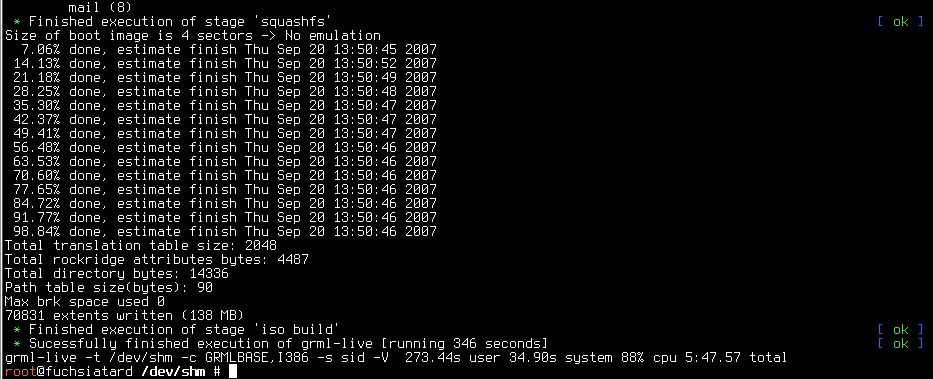 mail (8)
* Finished execution of stage 'squashfs' [ ok ]
Size of boot image is 4 sectors -> No emulation
7.06% done, estimate finish Thu Sep 20 13:50:45 2007
14.13% done, estimate finish Thu Sep 20 13:50:52 2007
21.18% done, estimate finish Thu Sep 20 13:50:49 2007
28.25% done, estimate finish Thu Sep 20 13:50:48 2007
35.30% done, estimate finish Thu Sep 20 13:50:47 2007
42.37% done, estimate finish Thu Sep 20 13:50:47 2007
49.41% done, estimate finish Thu Sep 20 13:50:47 2007
56.48% done, estimate finish Thu Sep 20 13:50:46 2007
63.53% done, estimate finish Thu Sep 20 13:50:46 2007
70.60% done, estimate finish Thu Sep 20 13:50:46 2007
77.65% done, estimate finish Thu Sep 20 13:50:46 2007
84.72% done, estimate finish Thu Sep 20 13:50:46 2007
91.77% done, estimate finish Thu Sep 20 13:50:46 2007
98.84% done, estimate finish Thu Sep 20 13:50:46 2007
Total translation table size: 2048
Total rockridge attributes bytes: 4487
Total directory bytes: 14336
Path table size(bytes): 90
Max brk space used 0
70831 extents written (138 MB)
* Finished execution of stage 'iso build' [ ok ]
* Sucessfully finished execution of grml-live [running 346 seconds] [ ok ]
grml-live -t /dev/shm -c GRMLBASE,I386 -s sid -V  273.44s user 34.90s system 88% cpu 5:47.57 total
root@fuchsiatard /dev/shm #